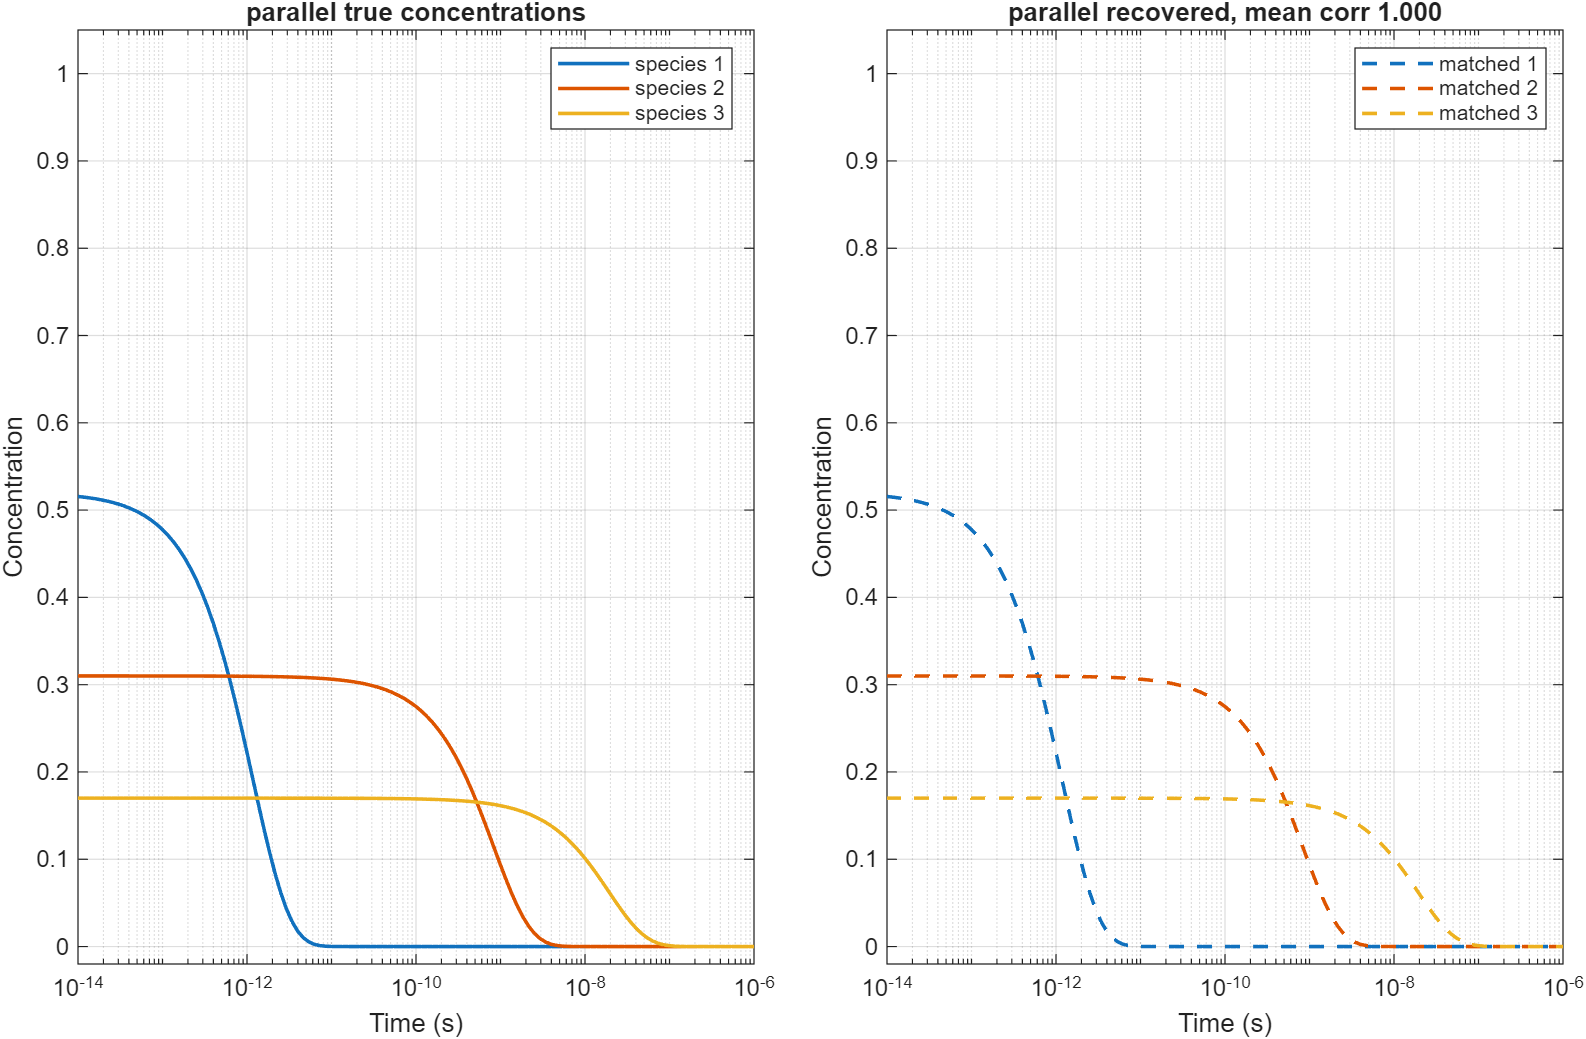 parallel true concentrations
species 1
species 2
species 3
1
0.9
0.8
0.7
0.6
0.5
0.4
0.3
0.2
0.1
0
Concentration
10^-14 10^-12 10^-10 10^-8 10^-6
Time (s)
parallel recovered, mean corr 1.000
matched 1
matched 2
matched 3
1
0.9
0.8
0.7
0.6
0.5
0.4
0.3
0.2
0.1
0
Concentration
10^-14 10^-12 10^-10 10^-8 10^-6
Time (s)